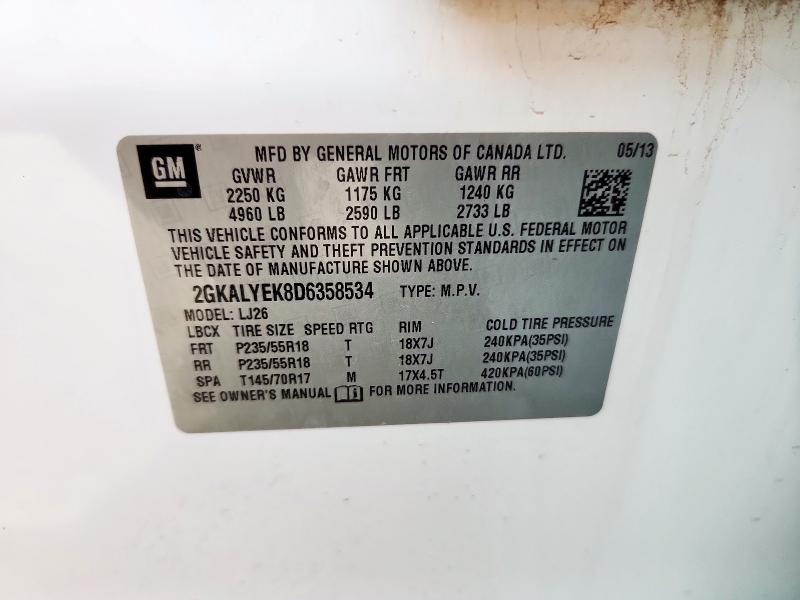 GM ® MFD BY GENERAL MOTORS OF CANADA LTD. 05/13
GVWR GAWR FRT GAWR RR
2250 KG 1175 KG 1240 KG
4960 LB 2590 LB 2733 LB
THIS VEHICLE CONFORMS TO ALL APPLICABLE U.S. FEDERAL MOTOR
VEHICLE SAFETY AND THEFT PREVENTION STANDARDS IN EFFECT ON
THE DATE OF MANUFACTURE SHOWN ABOVE.
2GKALYEK8D6358534 TYPE: M.P.V.
MODEL: LJ26
LBCX TIRE SIZE SPEED RTG RIM COLD TIRE PRESSURE
FRT P235/55R18 T 18X7J 240KPA(35PSI)
RR P235/55R18 T 18X7J 240KPA(35PSI)
SPA T145/70R17 M 17X4.5T 420KPA(60PSI)
SEE OWNER'S MANUAL FOR MORE INFORMATION.